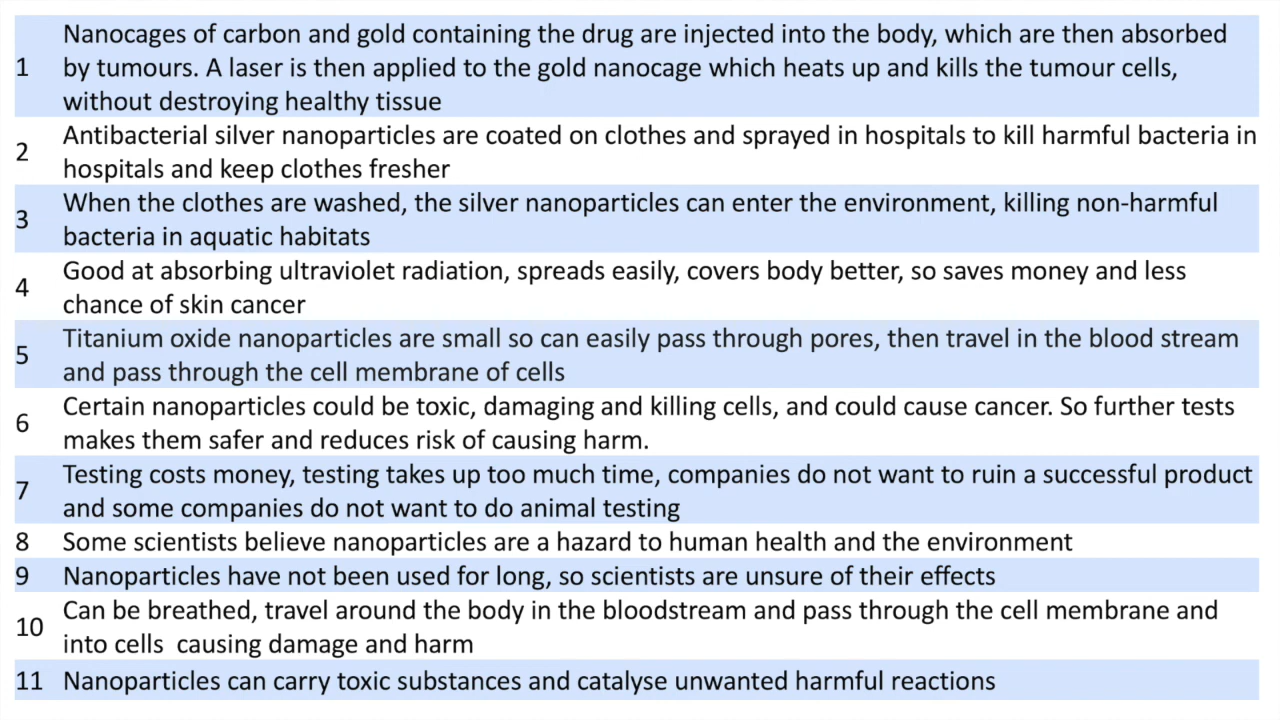 Nanocages of carbon and gold containing the drug are injected into the body, which are then absorbed
1 by tumours. A laser is then applied to the gold nanocage which heats up and kills the tumour cells,
without destroying healthy tissue
2 Antibacterial silver nanoparticles are coated on clothes and sprayed in hospitals to kill harmful bacteria in
hospitals and keep clothes fresher
3 When the clothes are washed, the silver nanoparticles can enter the environment, killing non-harmful
bacteria in aquatic habitats
4 Good at absorbing ultraviolet radiation, spreads easily, covers body better, so saves money and less
chance of skin cancer
5 Titanium oxide nanoparticles are small so can easily pass through pores, then travel in the blood stream
and pass through the cell membrane of cells
6 Certain nanoparticles could be toxic, damaging and killing cells, and could cause cancer. So further tests
makes them safer and reduces risk of causing harm.
7 Testing costs money, testing takes up too much time, companies do not want to ruin a successful product
and some companies do not want to do animal testing
8 Some scientists believe nanoparticles are a hazard to human health and the environment
9 Nanoparticles have not been used for long, so scientists are unsure of their effects
10 Can be breathed, travel around the body in the bloodstream and pass through the cell membrane and
into cells causing damage and harm
11 Nanoparticles can carry toxic substances and catalyse unwanted harmful reactions